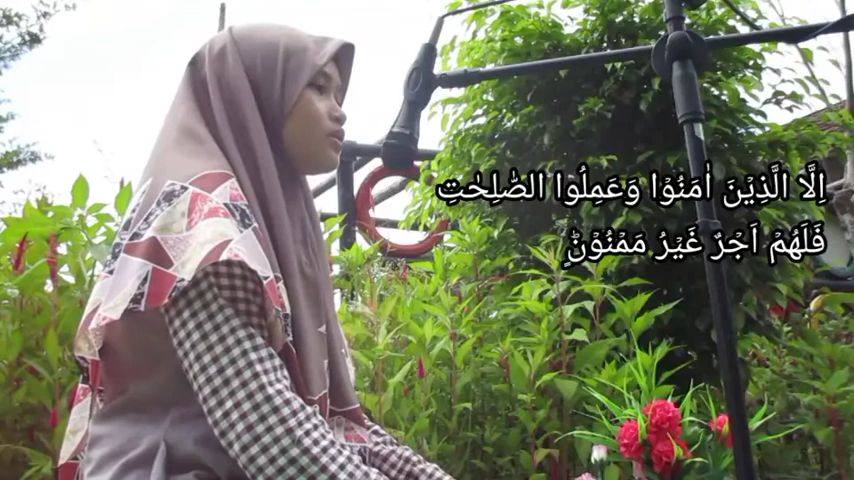 اِلَّا الَّذِيْنَ اٰمَنُوْا وَعَمِلُوا الصّٰلِحٰتِ
فَلَهُمْ اَجْرٌ غَيْرُ مَمْنُوْنٍۗ